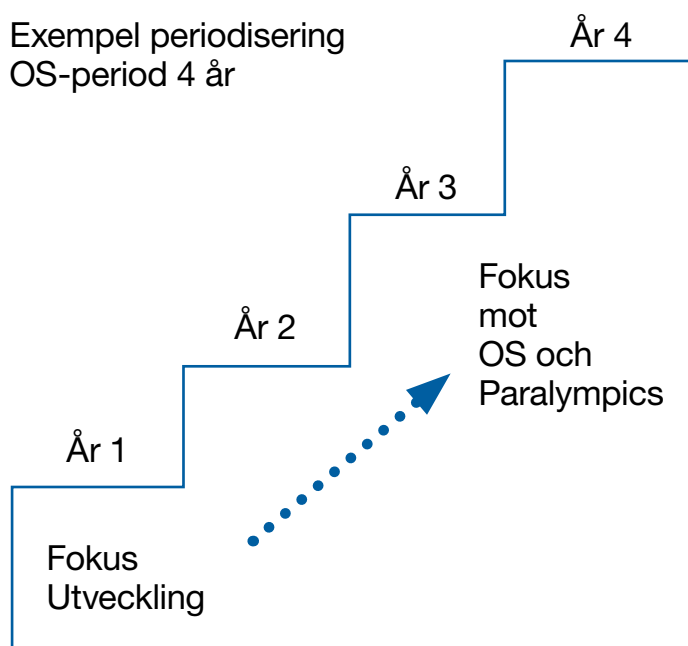 Exempel periodisering
OS-period 4 år
År 4
År 3
År 2
År 1
Fokus
mot
OS och
Paralympics
Fokus
Utveckling